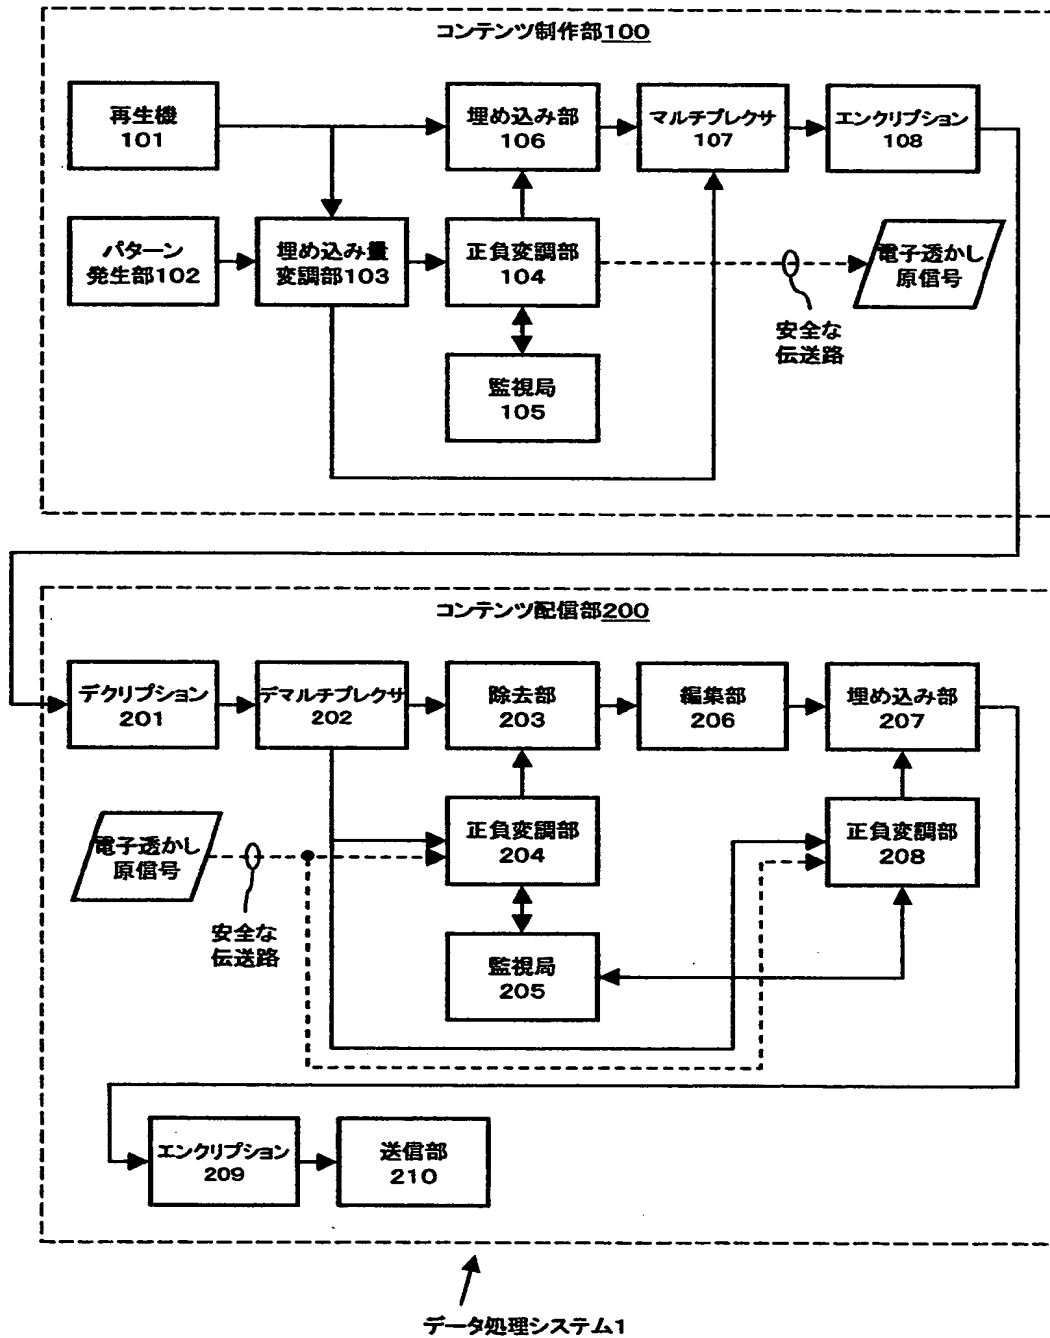 コンテンツ制作部100
再生機
101
埋め込み部
106
マルチプレクサ
107
エンクリプション
108
パターン
発生部102
埋め込み量
変調部103
正負変調部
104
電子透かし
原信号
安全な
伝送路
監視局
105
コンテンツ配信部200
デクリプション
201
デマルチプレクサ
202
除去部
203
編集部
206
埋め込み部
207
電子透かし
原信号
正負変調部
204
正負変調部
208
安全な
伝送路
監視局
205
エンクリプション
209
送信部
210
データ処理システム1